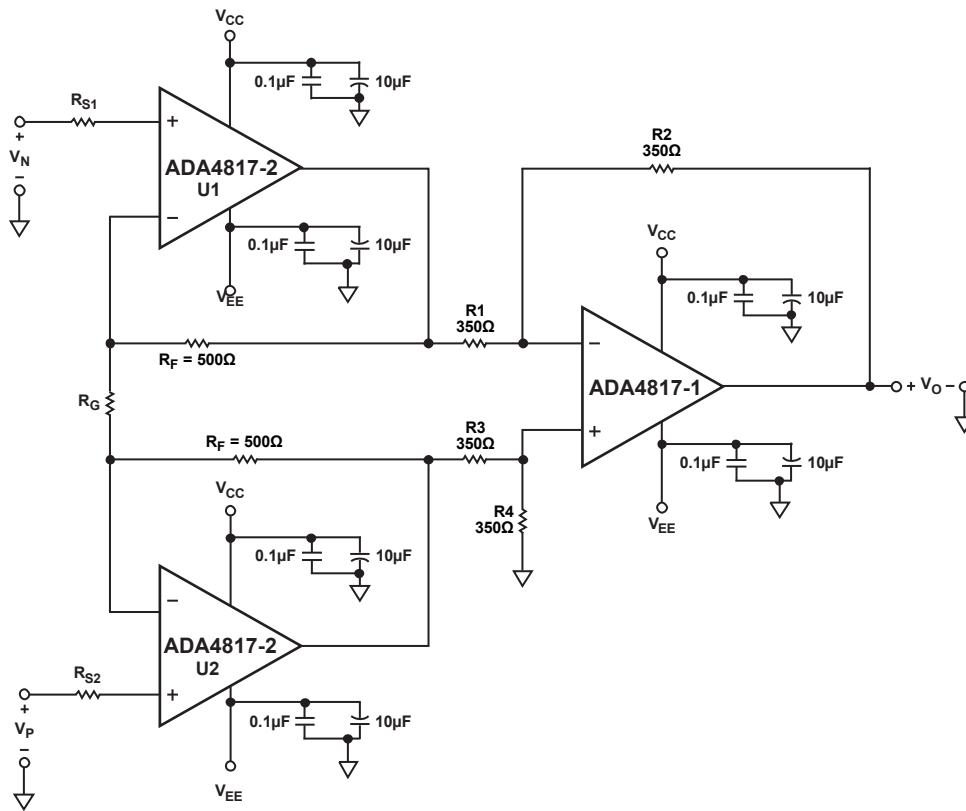 VCC
0.1µF
10µF
RS1
+
VN
−
+
ADA4817-2
U1
−
0.1µF
10µF
VEE
R2
350Ω
VCC
0.1µF
10µF
R1
350Ω
RF = 500Ω
−
ADA4817-1
+
+ VO −
RG
RF = 500Ω
R3
350Ω
0.1µF
10µF
VEE
R4
350Ω
VCC
0.1µF
10µF
−
ADA4817-2
U2
+
RS2
+
VP
−
0.1µF
10µF
VEE